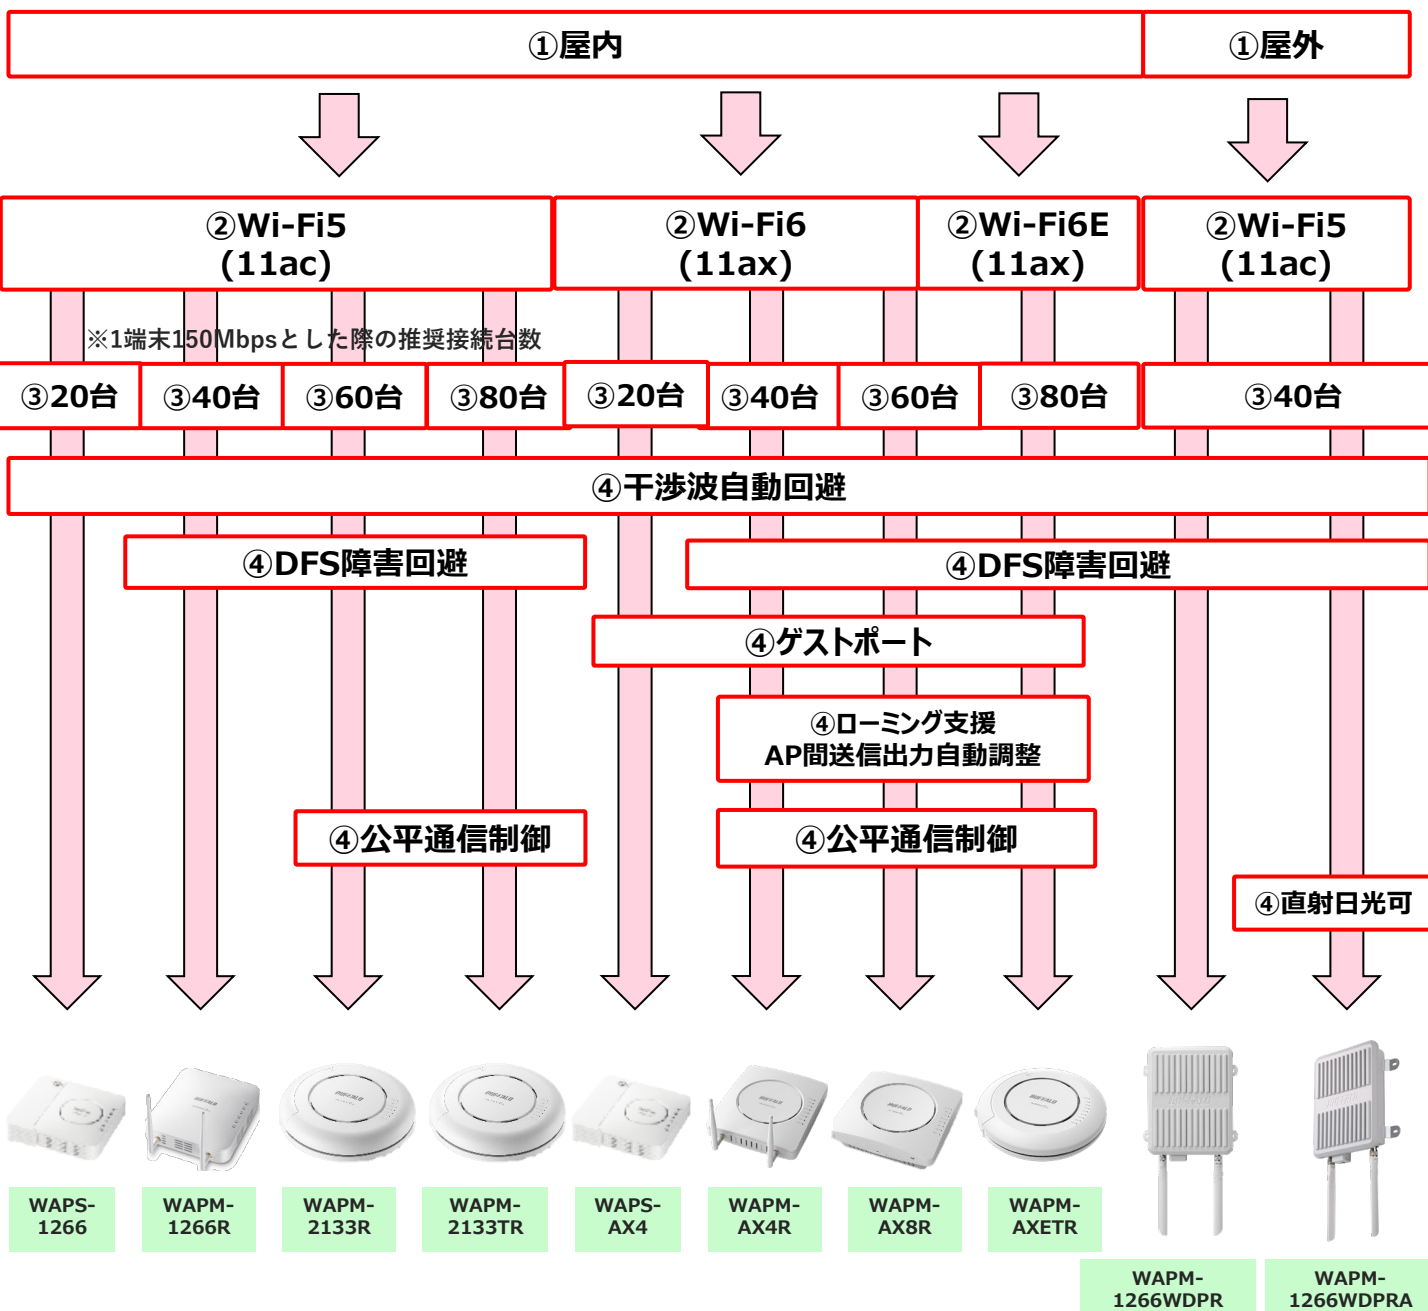 ①屋内
①屋外
②Wi-Fi5
(11ac)
②Wi-Fi6
(11ax)
②Wi-Fi6E
(11ax)
②Wi-Fi5
(11ac)
※1端末150Mbpsとした際の推奨接続台数
③20台
③40台
③60台
③80台
③20台
③40台
③60台
③80台
③40台
④干渉波自動回避
④DFS障害回避
④DFS障害回避
④ゲストポート
④ローミング支援
AP間送信出力自動調整
④公平通信制御
④公平通信制御
④直射日光可
BUFFALO
BUFFALO
BUFFALO
BUFFALO
BUFFALO
BUFFALO
WAPS-
1266
WAPM-
1266R
WAPM-
2133R
WAPM-
2133TR
WAPS-
AX4
WAPM-
AX4R
WAPM-
AX8R
WAPM-
AXETR
WAPM-
1266WDPR
WAPM-
1266WDPRA